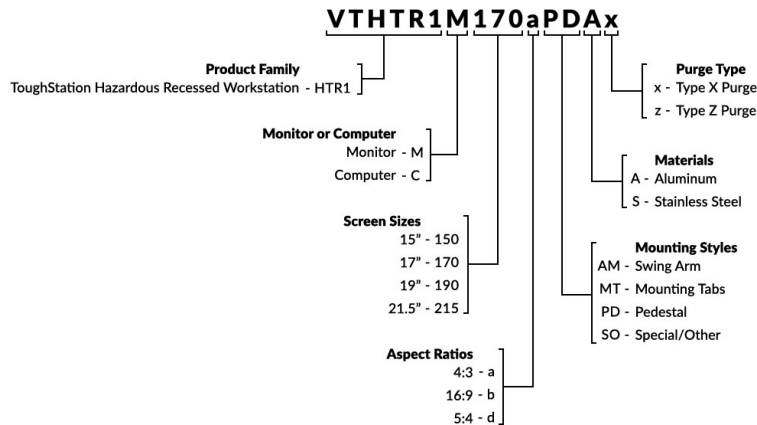 VTHTR1M170aPDAx
Product Family
ToughStation Hazardous Recessed Workstation - HTR1
Monitor or Computer
Monitor - M
Computer - C
Screen Sizes
15” - 150
17” - 170
19” - 190
21.5” - 215
Aspect Ratios
4:3 - a
16:9 - b
5:4 - d
Purge Type
x - Type X Purge
z - Type Z Purge
Materials
A - Aluminum
S - Stainless Steel
Mounting Styles
AM - Swing Arm
MT - Mounting Tabs
PD - Pedestal
SO - Special/Other